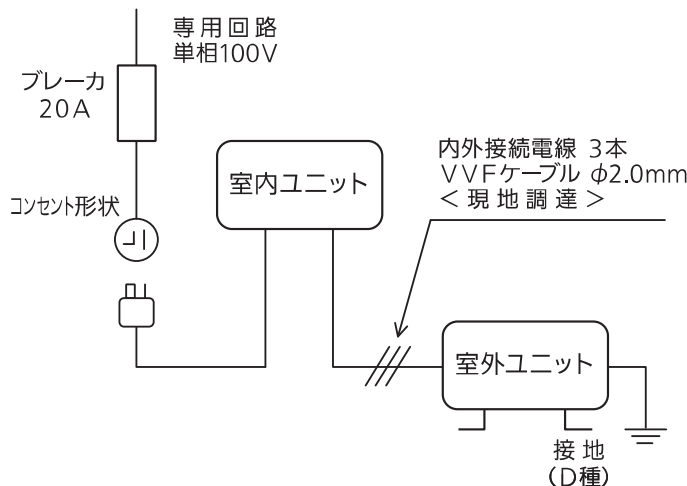 専用回路
単相100V
ブレーカ
20A
コンセント形状
室内ユニット
内外接続電線 3本
VVFケーブル φ2.0mm
<現地調達>
室外ユニット
接地
(D種)